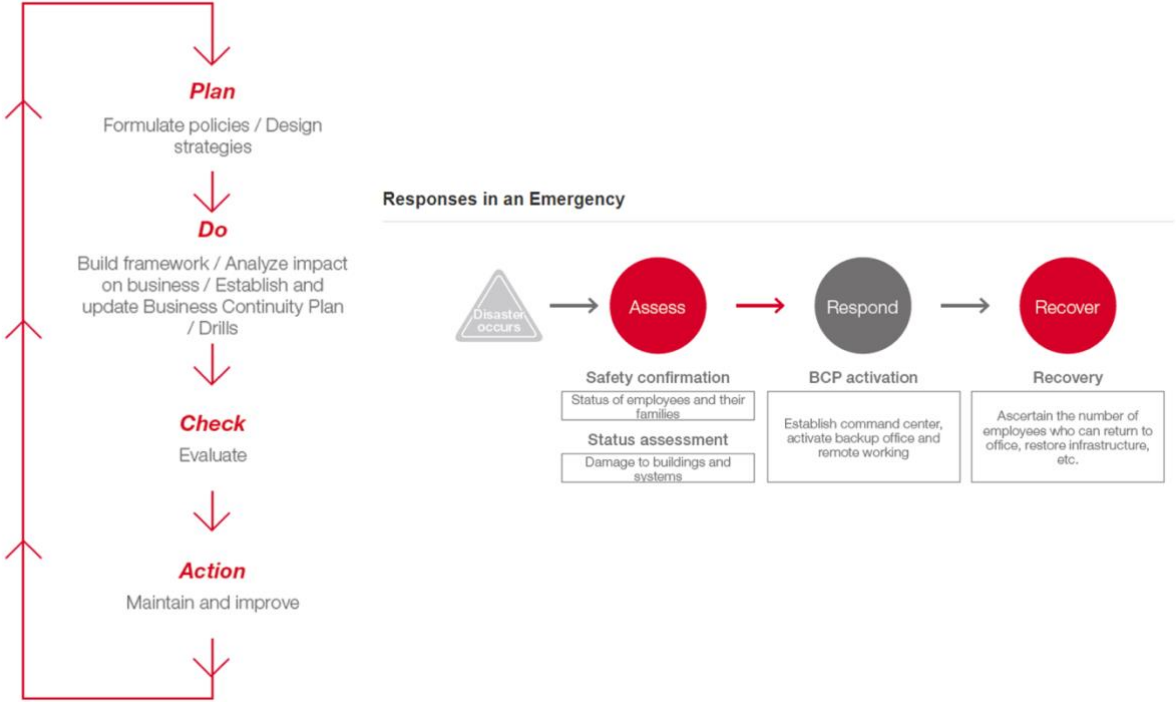 Plan
Formulate policies / Design
strategies
Do
Build framework / Analyze impact
on business / Establish and
update Business Continuity Plan
/ Drills
Check
Evaluate
Action
Maintain and improve
Responses in an Emergency
Disaster
occurs
Assess
Respond
Recover
Safety confirmation
Status of employees and their
families
Status assessment
Damage to buildings and
systems
BCP activation
Establish command center,
activate backup office and
remote working
Recovery
Ascertain the number of
employees who can return to
office, restore infrastructure,
etc.